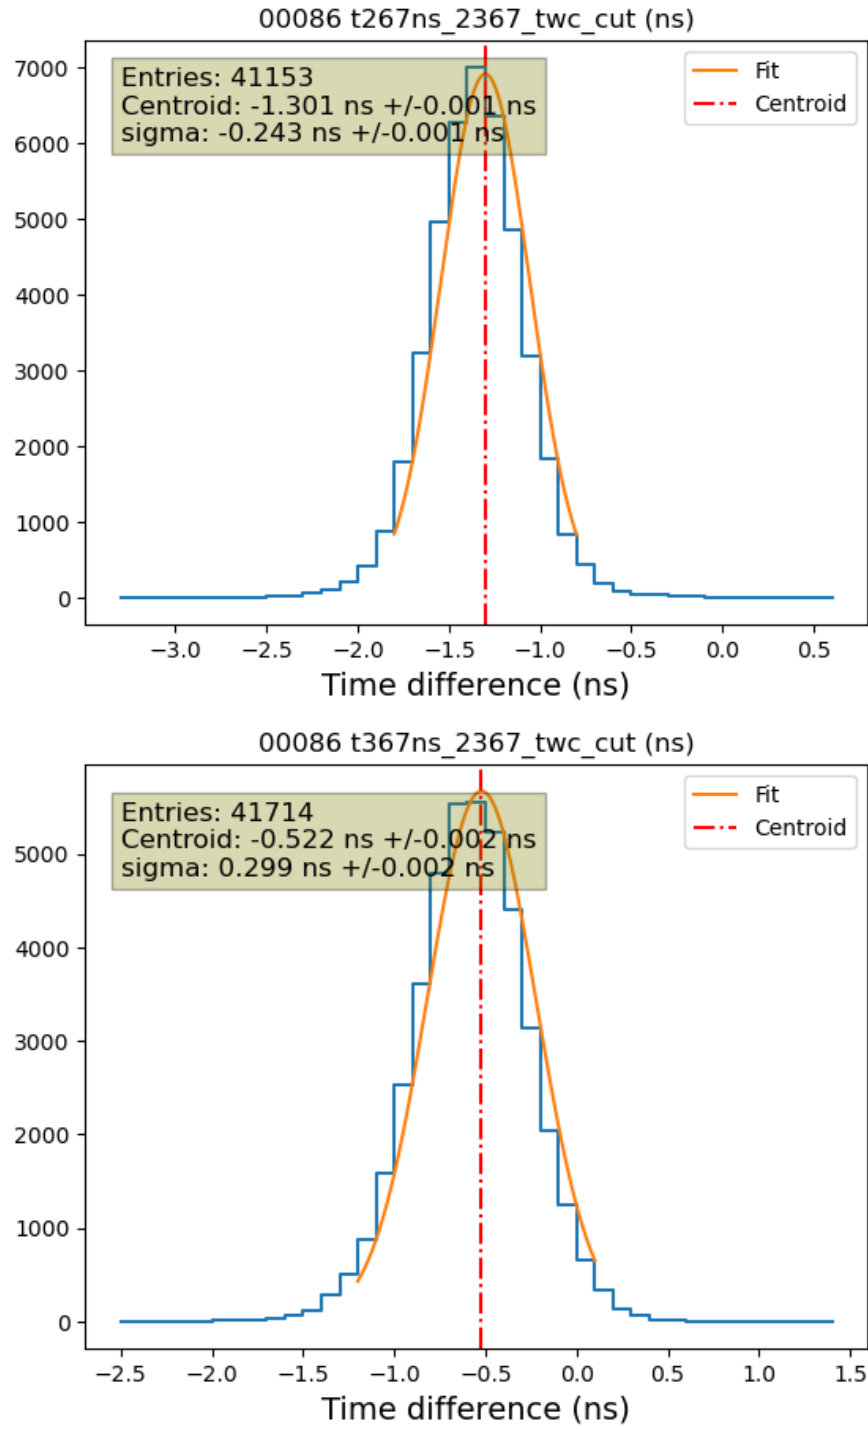 00086 t267ns_2367_twc_cut (ns)
Entries: 41153
Centroid: -1.301 ns +/-0.001 ns
sigma: -0.243 ns +/-0.001 ns
Fit
Centroid
7000
6000
5000
4000
3000
2000
1000
0
−3.0 −2.5 −2.0 −1.5 −1.0 −0.5 0.0 0.5
Time difference (ns)
00086 t367ns_2367_twc_cut (ns)
Entries: 41714
Centroid: -0.522 ns +/-0.002 ns
sigma: 0.299 ns +/-0.002 ns
Fit
Centroid
5000
4000
3000
2000
1000
0
−2.5 −2.0 −1.5 −1.0 −0.5 0.0 0.5 1.0 1.5
Time difference (ns)